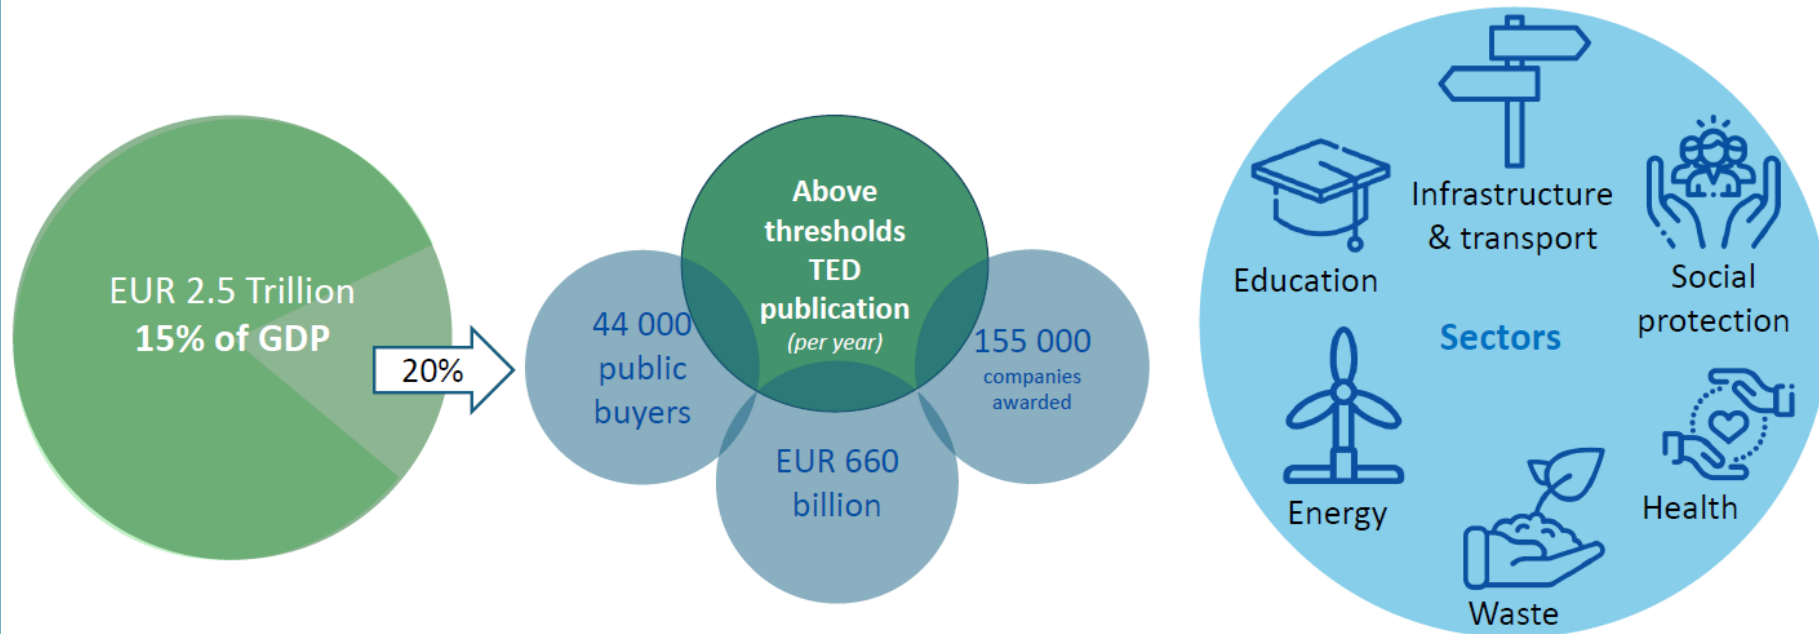 EUR 2.5 Trillion
15% of GDP
20%
44 000
public
buyers
Above
thresholds
TED
publication
(per year)
EUR 660
billion
155 000
companies
awarded
Infrastructure
& transport
Education
Social
protection
Sectors
Energy
Health
Waste